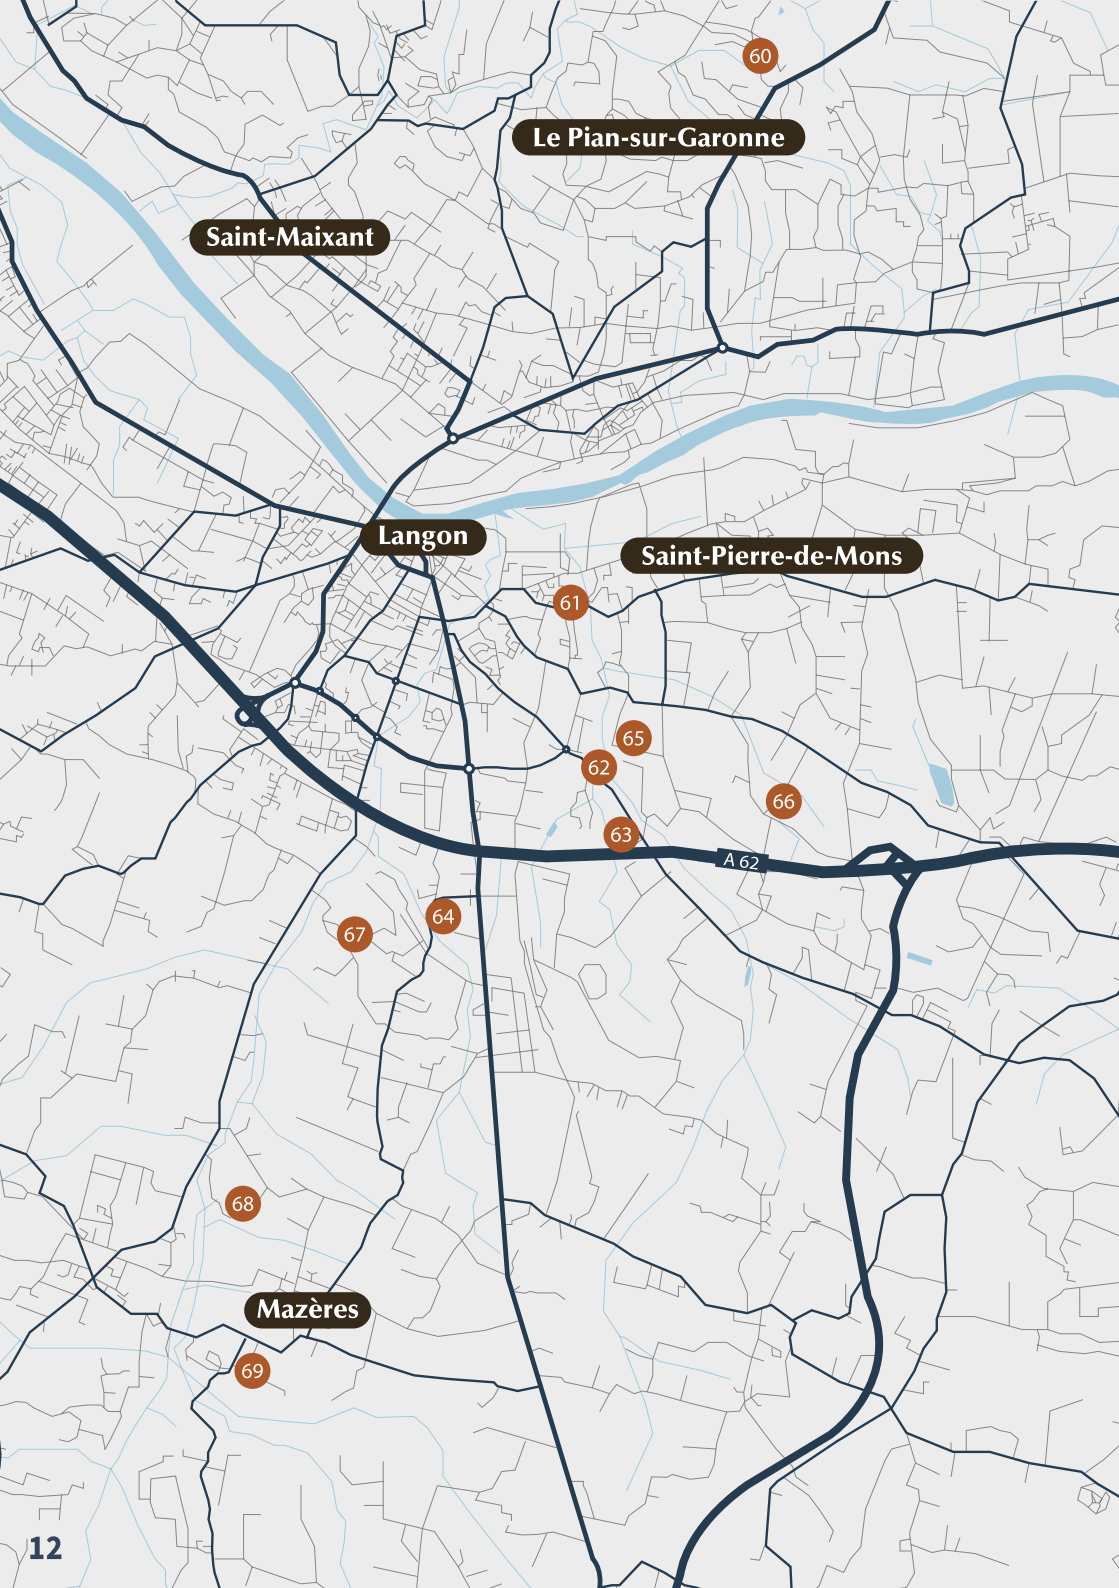 60
Le Pian-sur-Garonne
Saint-Maixant
Langon
Saint-Pierre-de-Mons
61
65
62
66
63
A 62
64
67
68
Mazères
69
12